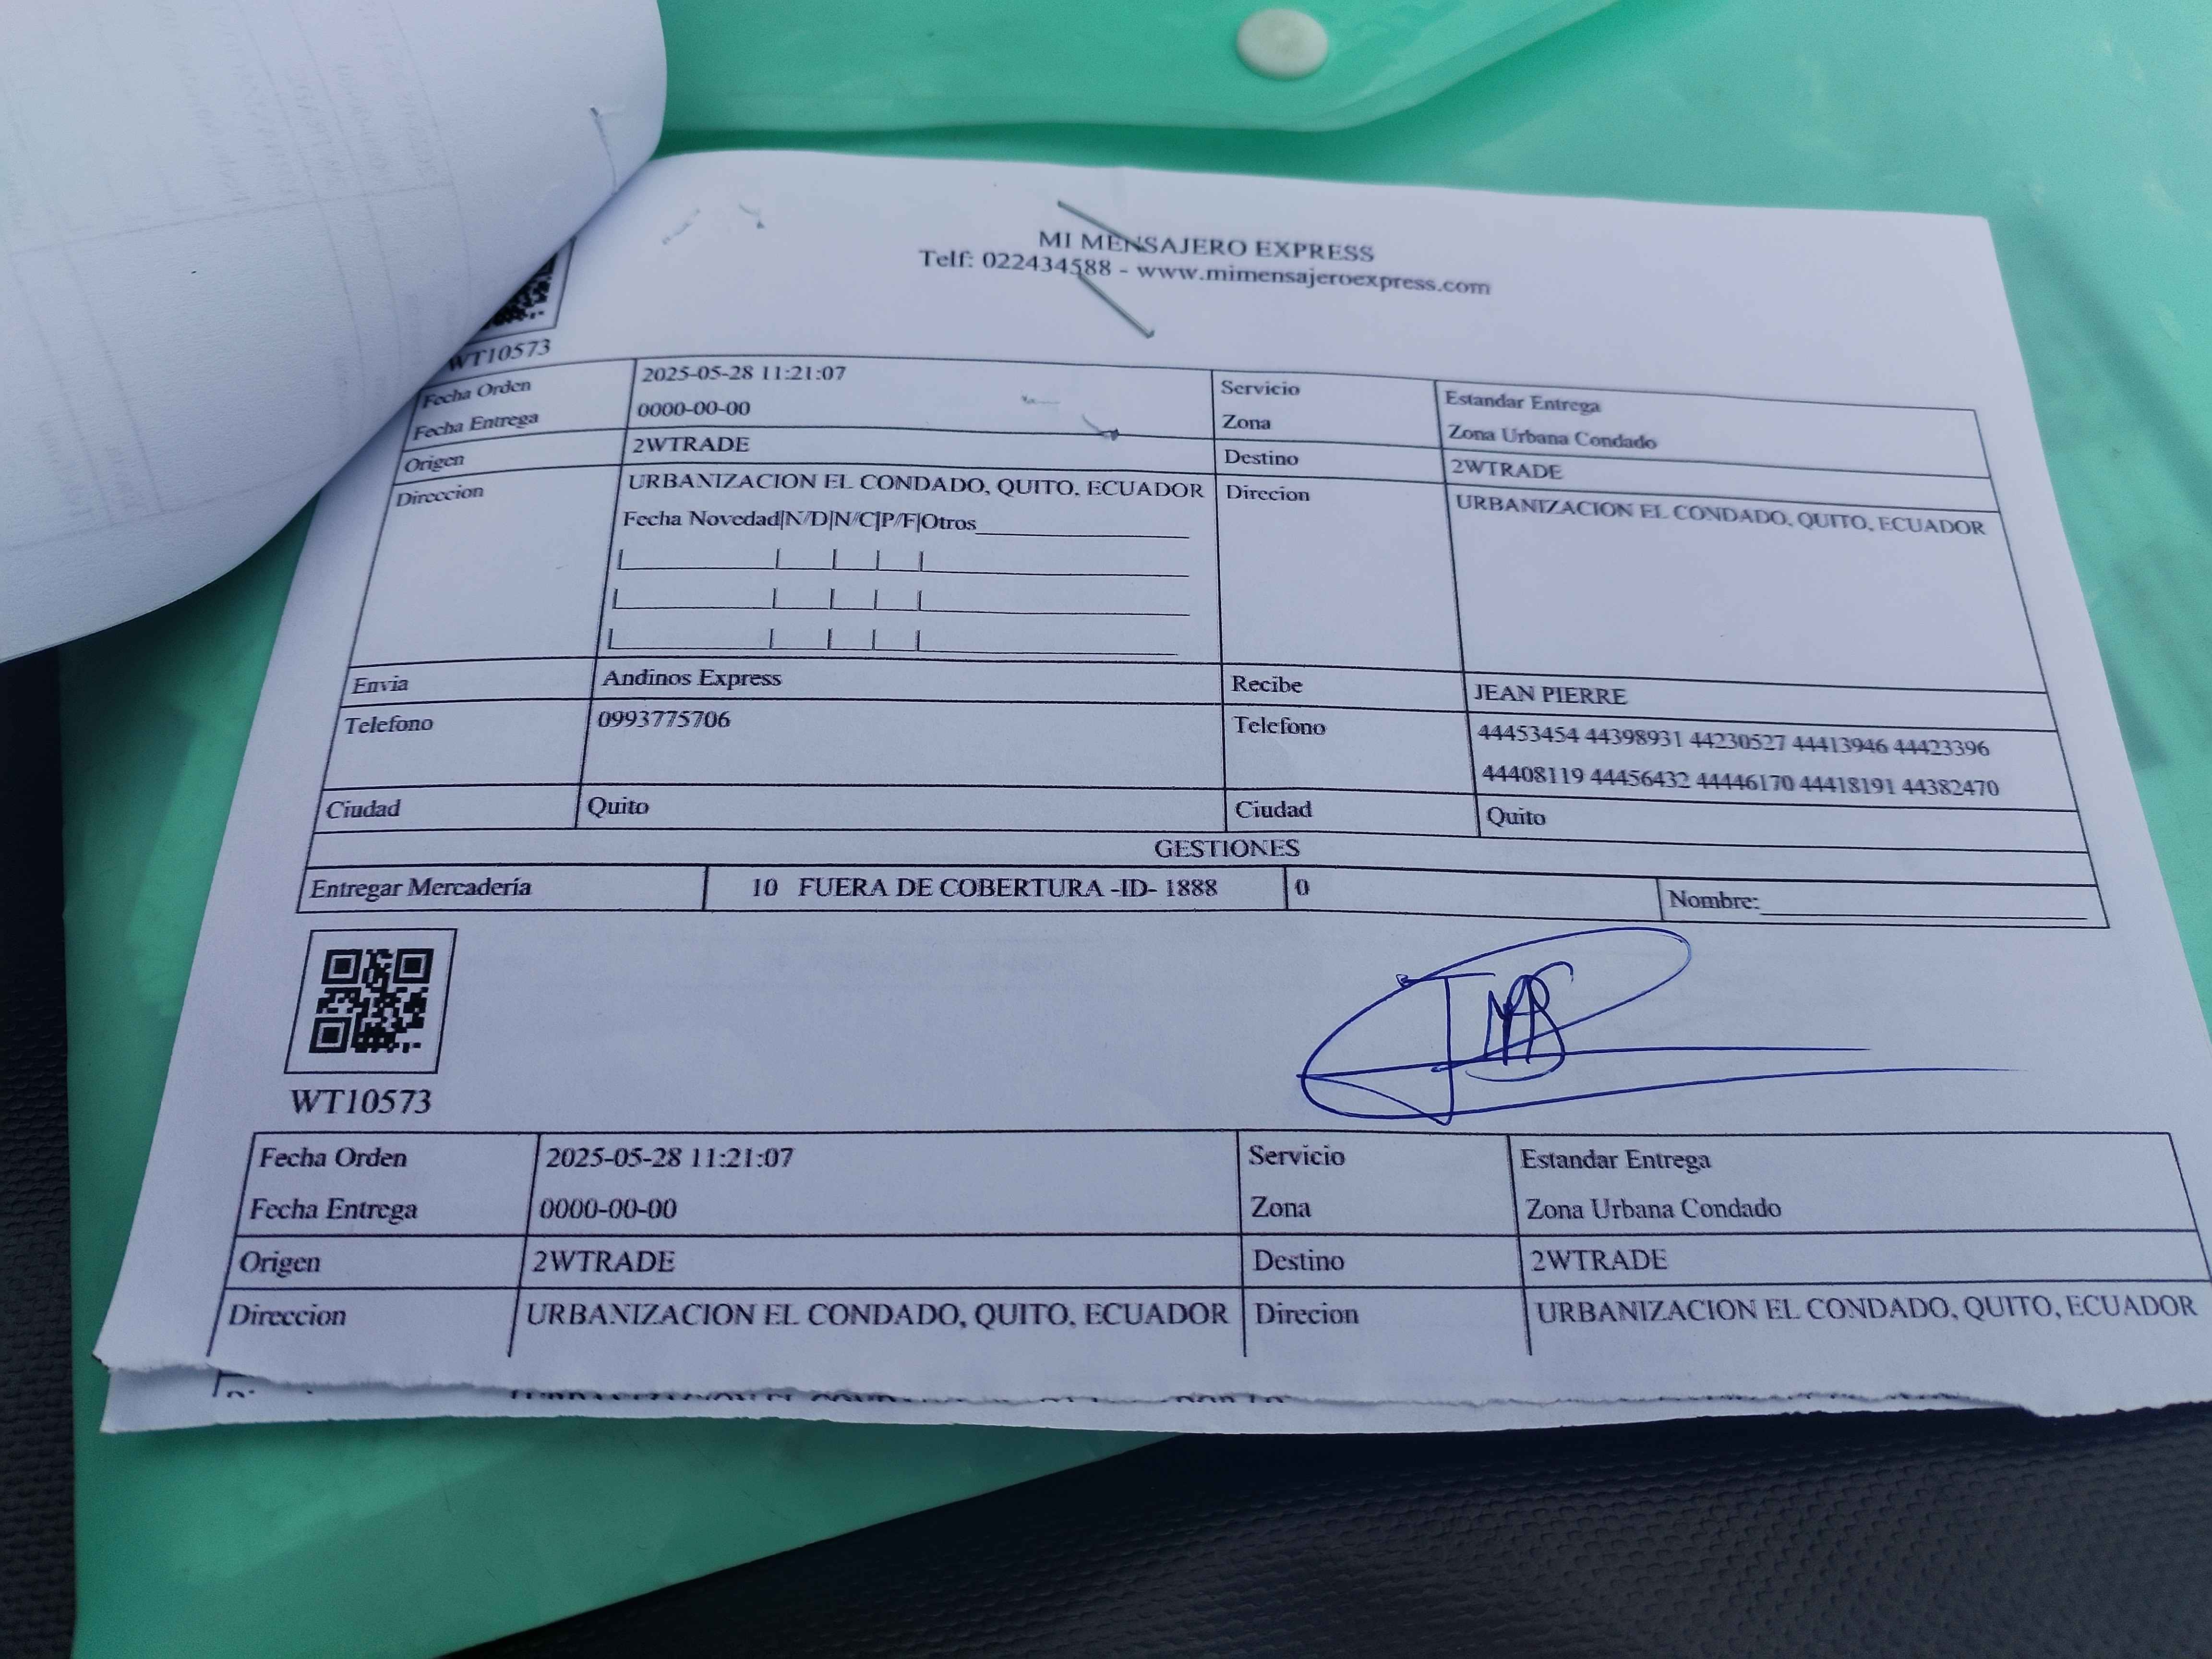 MI MENSAJERO EXPRESS
Telf: 022434588 - www.mimensajeroexpress.com
WT10573
Fecha Orden 2025-05-28 11:21:07 Servicio Estandar Entrega
Fecha Entrega 0000-00-00 Zona Zona Urbana Condado
Origen 2WTRADE Destino 2WTRADE
Direccion URBANIZACION EL CONDADO, QUITO, ECUADOR Direcion URBANIZACION EL CONDADO, QUITO, ECUADOR
Fecha Novedad|N/D|N/C|P/F|Otros
Envia Andinos Express Recibe JEAN PIERRE
Telefono 0993775706 Telefono 44453454 44398931 44230527 44413946 44423396
44408119 44456432 44446170 44418191 44382470
Ciudad Quito Ciudad Quito
GESTIONES
Entregar Mercadería 10 FUERA DE COBERTURA -ID- 1888 0 Nombre:
WT10573
Fecha Orden 2025-05-28 11:21:07 Servicio Estandar Entrega
Fecha Entrega 0000-00-00 Zona Zona Urbana Condado
Origen 2WTRADE Destino 2WTRADE
Direccion URBANIZACION EL CONDADO, QUITO, ECUADOR Direcion URBANIZACION EL CONDADO, QUITO, ECUADOR